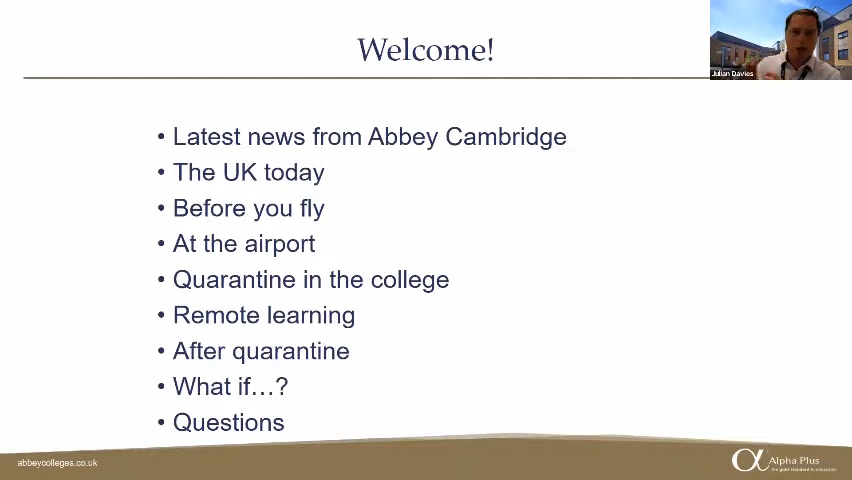 Welcome!
Julian Davies
• Latest news from Abbey Cambridge
• The UK today
• Before you fly
• At the airport
• Quarantine in the college
• Remote learning
• After quarantine
• What if…?
• Questions
abbeycolleges.co.uk
Alpha Plus
the gold standard in education